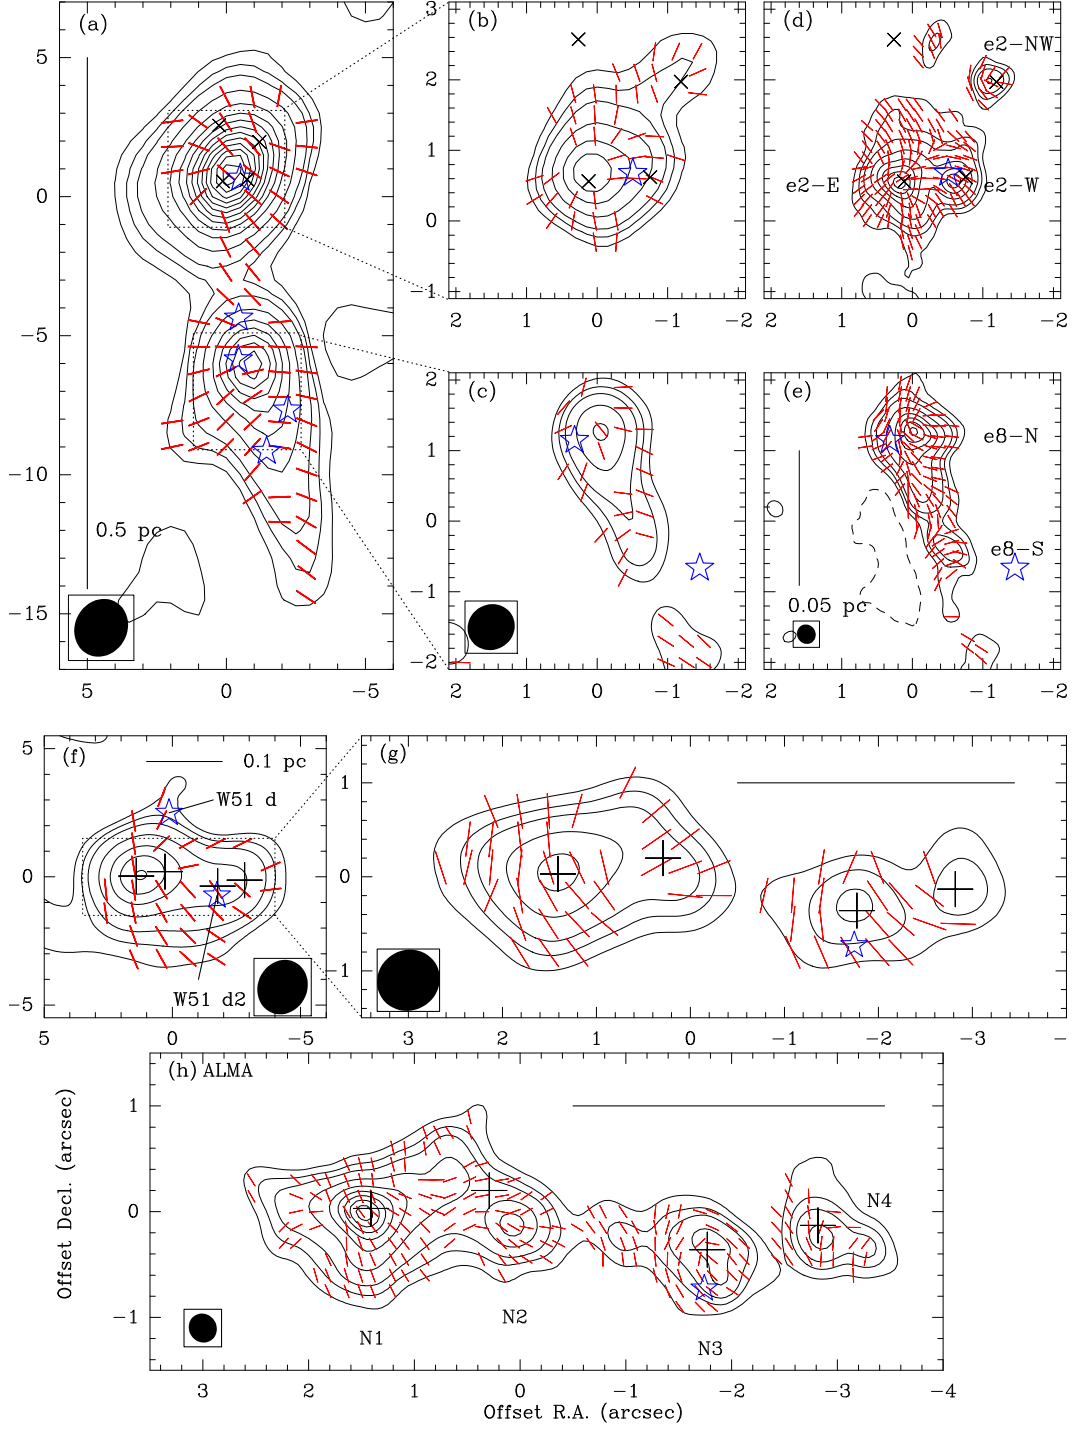 (a)
5
0
−5
−10
−15
0.5 pc
5 0 −5
(b)
3
2
1
0
−1
2 1 0 −1 −2
(d)
e2−NW
e2−E
e2−W
2 1 0 −1 −2
(c)
2
1
0
−1
−2
2 1 0 −1 −2
(e)
e8−N
e8−S
0.05 pc
2 1 0 −1 −2
(f)
5
0
−5
0.1 pc
W51 d
W51 d2
5 0 −5
(g)
1
0
1
3 2 1 0 −1 −2 −3
(h) ALMA
1
0
−1
N1
N2
N3
N4
3 2 1 0 −1 −2 −3 −4
Offset Decl. (arcsec)
Offset R.A. (arcsec)